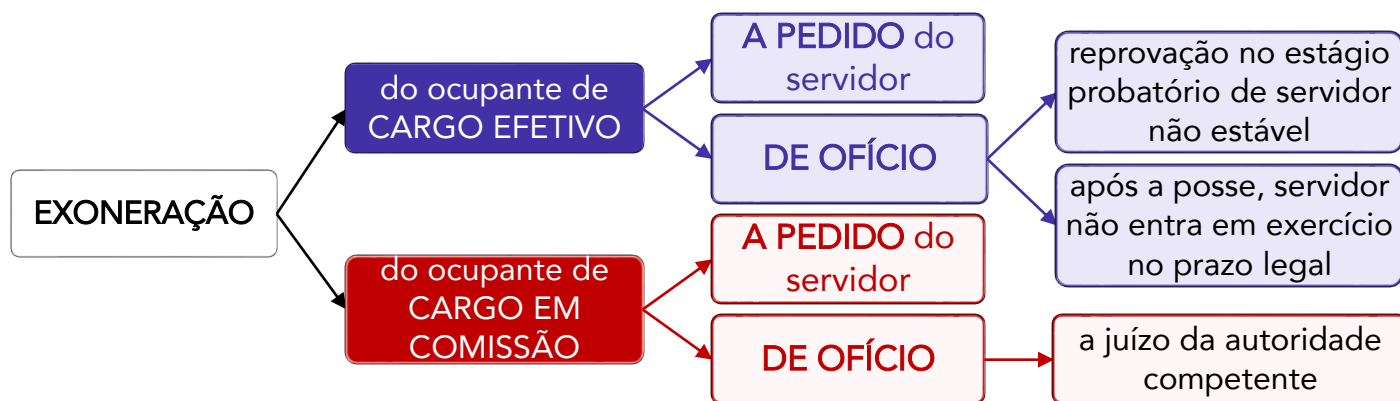 EXONERAÇÃO
do ocupante de
CARGO EFETIVO
A PEDIDO do
servidor
DE OFÍCIO
reprovação no estágio
probatório de servidor
não estável
após a posse, servidor
não entra em exercício
no prazo legal
do ocupante de
CARGO EM
COMISSÃO
A PEDIDO do
servidor
DE OFÍCIO
a juízo da autoridade
competente